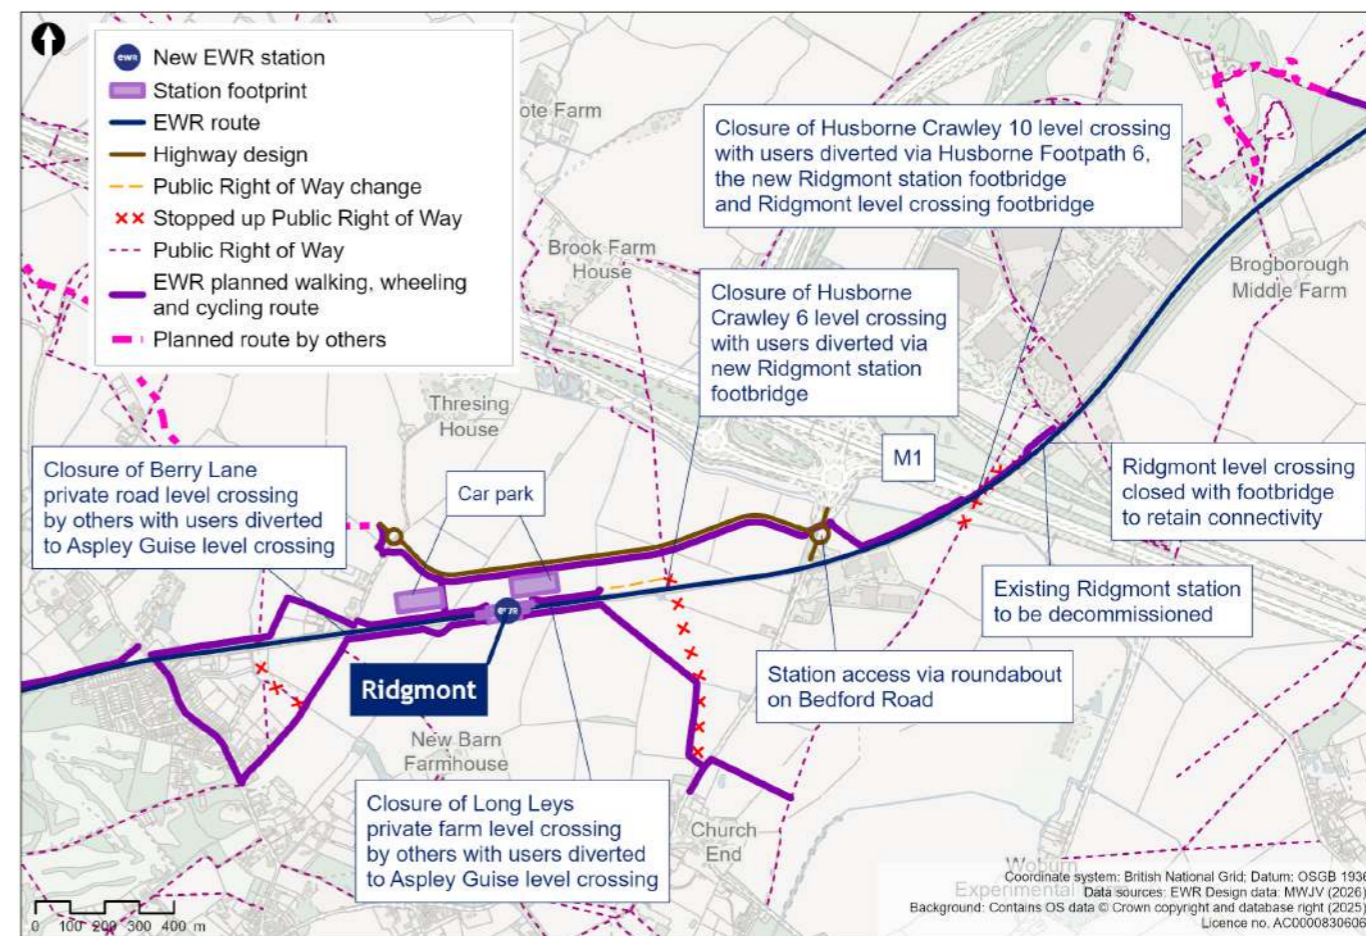 New EWR station
Station footprint
EWR route
Highway design
Public Right of Way change
Stopped up Public Right of Way
Public Right of Way
EWR planned walking, wheeling
and cycling route
Planned route by others
ote Farm
Closure of Husborne Crawley 10 level crossing
with users diverted via Husborne Footpath 6,
the new Ridgmont station footbridge
and Ridgmont level crossing footbridge
Brook Farm
House
Brogborough
Middle Farm
Closure of Husborne
Crawley 6 level crossing
with users diverted via
new Ridgmont station
footbridge
Thresing
House
M1
Closure of Berry Lane
private road level crossing
by others with users diverted
to Aspley Guise level crossing
Car park
Ridgmont level crossing
closed with footbridge
to retain connectivity
Existing Ridgmont station
to be decommissioned
ewr
Ridgmont
Station access via roundabout
on Bedford Road
New Barn
Farmhouse
Closure of Long Leys
private farm level crossing
by others with users diverted
to Aspley Guise level crossing
Church
End
Woburn
Experimental
Coordinate system: British National Grid; Datum: OSGB 1936
Data sources: EWR Design data: MWJV (2026)
Background: Contains OS data © Crown copyright and database right (2025)
Licence no. AC0000830606
0 100 200 300 400 m